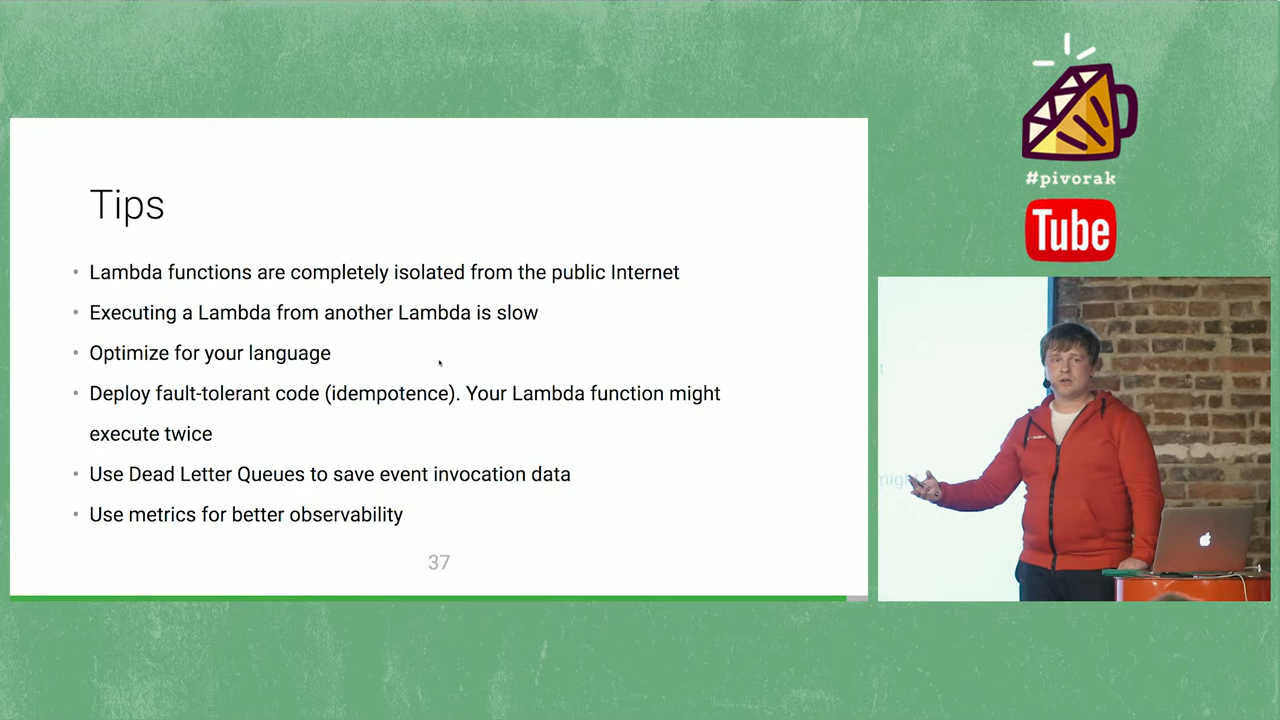 Tips
• Lambda functions are completely isolated from the public Internet
• Executing a Lambda from another Lambda is slow
• Optimize for your language
• Deploy fault-tolerant code (idempotence). Your Lambda function might
execute twice
• Use Dead Letter Queues to save event invocation data
• Use metrics for better observability
37
#pivorak
Tube